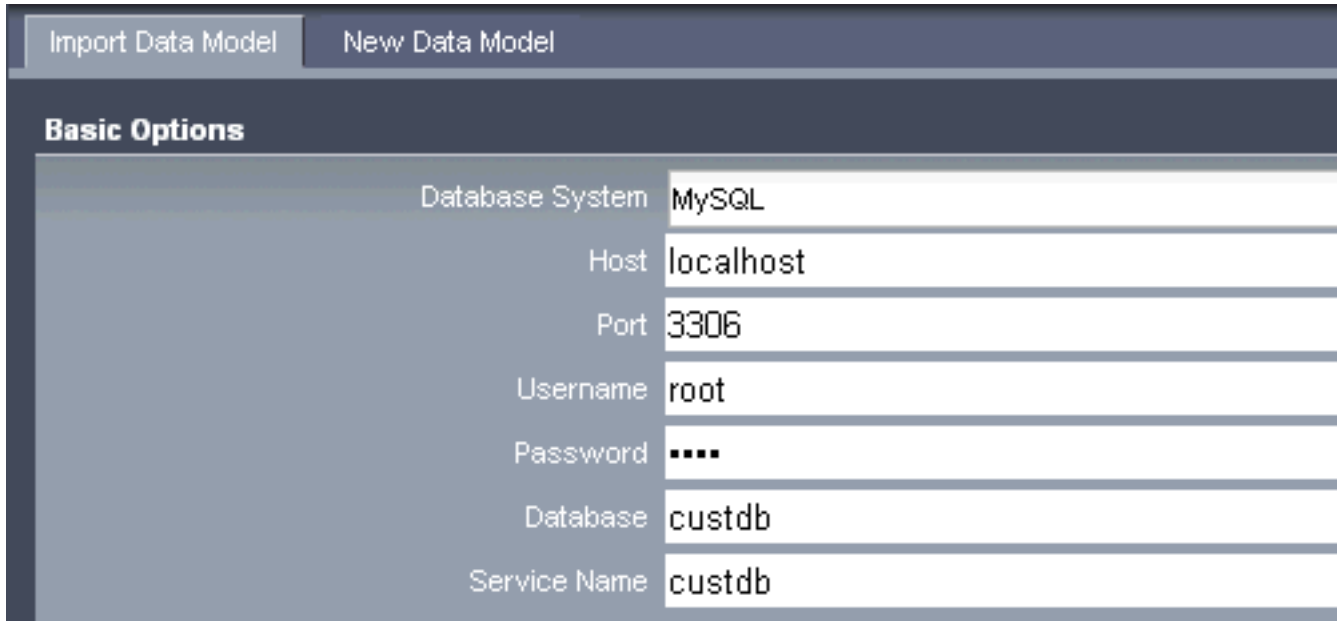 Import Data Model New Data Model
Basic Options
Database System MySQL
Host localhost
Port 3306
Username root
Password ••••
Database custdb
Service Name custdb